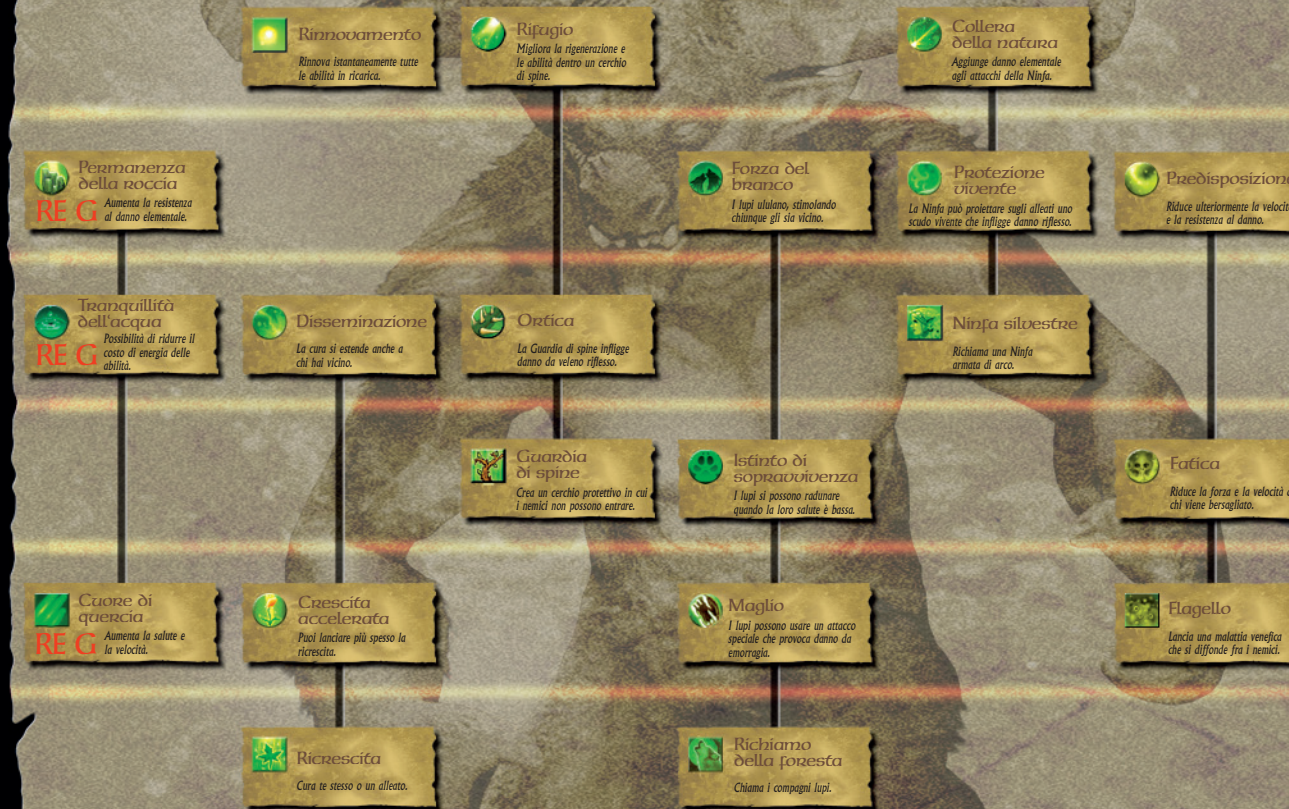 Rinnovamento
Rinnova istantaneamente tutte
le abilità in ricarica.
Rifugio
Migliora la rigenerazione e
le abilità dentro un cerchio
di spine.
Collera
della natura
Aggiunge danno elementale
agli attacchi della Ninfa.
Permanenza
della roccia
RE G
Aumenta la resistenza
al danno elementale.
Forza del
branco
I lupi ululano, stimolando
chiunque gli sia vicino.
Protezione
vivente
La Ninfa può proiettare sugli alleati uno
scudo vivente che infligge danno riflesso.
Predisposizione
Riduce ulteriormente la velocità
e la resistenza al danno.
Tranquillità
dell'acqua
RE G
Possibilità di ridurre il
costo di energia delle
abilità.
Disseminazione
La cura si estende anche a
chi hai vicino.
Ortica
La Guardia di spine infligge
danno da veleno riflesso.
Ninfa silvestre
Richiama una Ninfa
armata di arco.
Guardia
di spine
Crea un cerchio protettivo in cui
i nemici non possono entrare.
Istinto di
sopravvivenza
I lupi si possono radunare
quando la loro salute è bassa.
Fatica
Riduce la forza e la velocità
chi viene bersagliato.
Cuore di
quercia
RE G
Aumenta la salute e
la velocità.
Crescita
accelerata
Puoi lanciare più spesso la
ricrescita.
Maglio
I lupi possono usare un attacco
speciale che provoca danno da
emorragia.
Flagello
Lancia una malattia venefica
che si diffonde fra i nemici.
Ricrescita
Cura te stesso o un alleato.
Richiamo
della foresta
Chiama i compagni lupi.